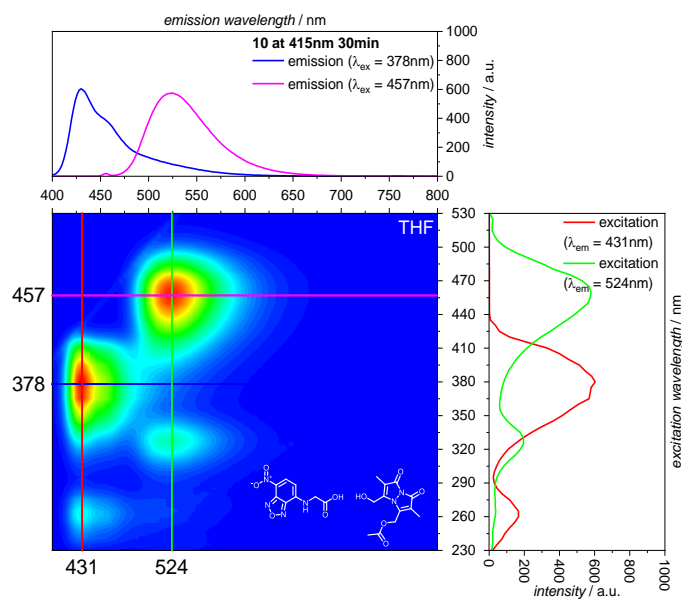 emission wavelength / nm
10 at 415nm 30min
emission (λex = 378nm)
emission (λex = 457nm)
1000
800
600
400
200
0
intensity / a.u.
400 450 500 550 600 650 700 750 800
THF
457
378
431 524
O
N+
-O
N O N
N
H
O
OH
O
O
HO
N N
O
O
530
500
470
440
410
380
350
320
290
260
230
excitation
(λem = 431nm)
excitation
(λem = 524nm)
excitation wavelength / nm
0 200 400 600 800 1000
intensity / a.u.